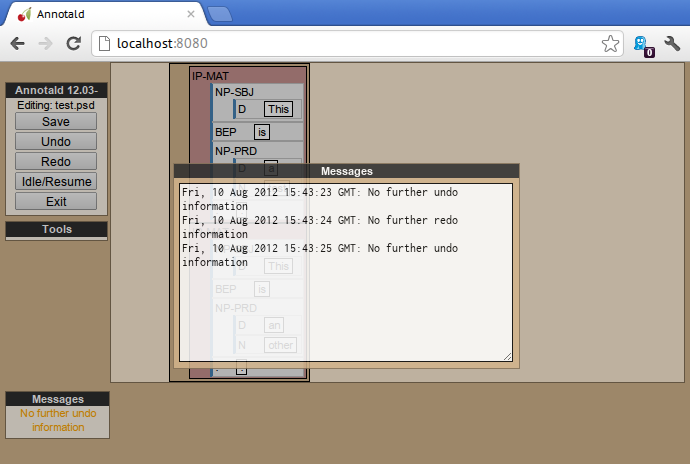 Annotald
localhost:8080
0
Annotald 12.03-
Editing: test.psd
Save
Undo
Redo
Idle/Resume
Exit
Tools
IP-MAT
NP-SBJ
D This
BEP is
NP-PRD
D a
Messages
Fri, 10 Aug 2012 15:43:23 GMT: No further undo
information
Fri, 10 Aug 2012 15:43:24 GMT: No further redo
information
Fri, 10 Aug 2012 15:43:25 GMT: No further undo
information
D This
BEP is
NP-PRD
D an
N other
Messages
No further undo
information